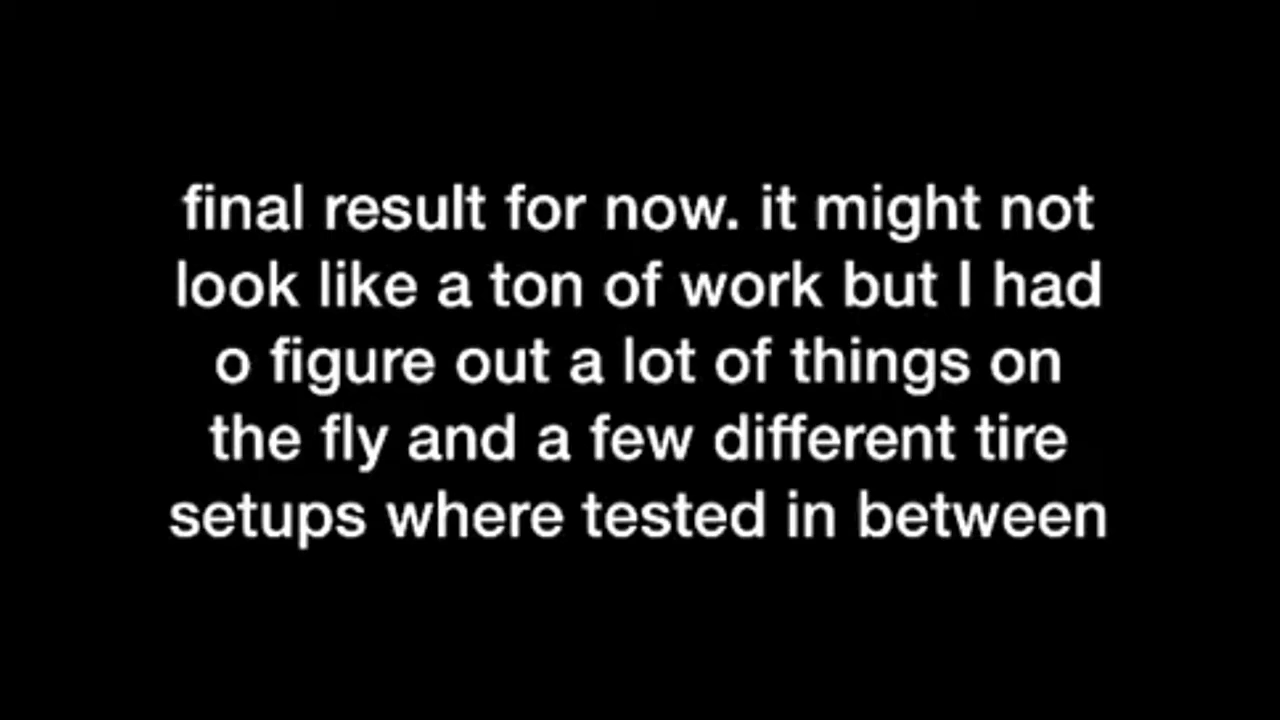 final result for now. it might not
look like a ton of work but I had
o figure out a lot of things on
the fly and a few different tire
setups where tested in between